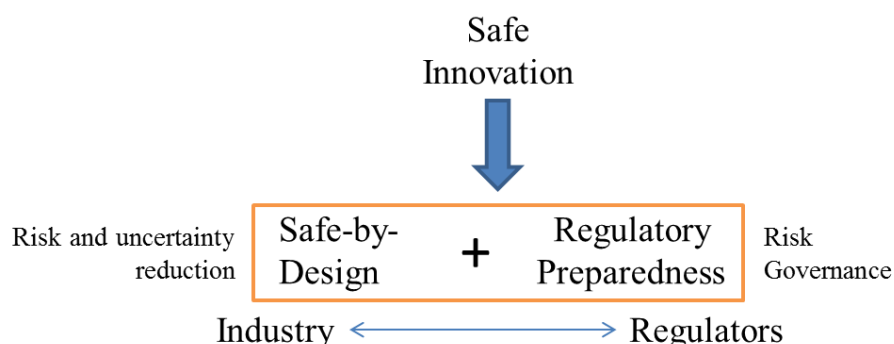 Safe
Innovation
Risk and uncertainty
reduction
Safe-by-
Design
+
Regulatory
Preparedness
Risk
Governance
Industry
Regulators